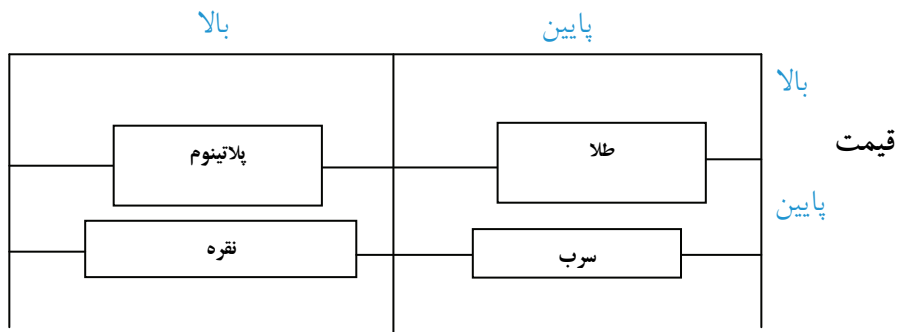 پایین
بالا
بالا
قیمت
طلا
پلاتینوم
پایین
سرب
نقره